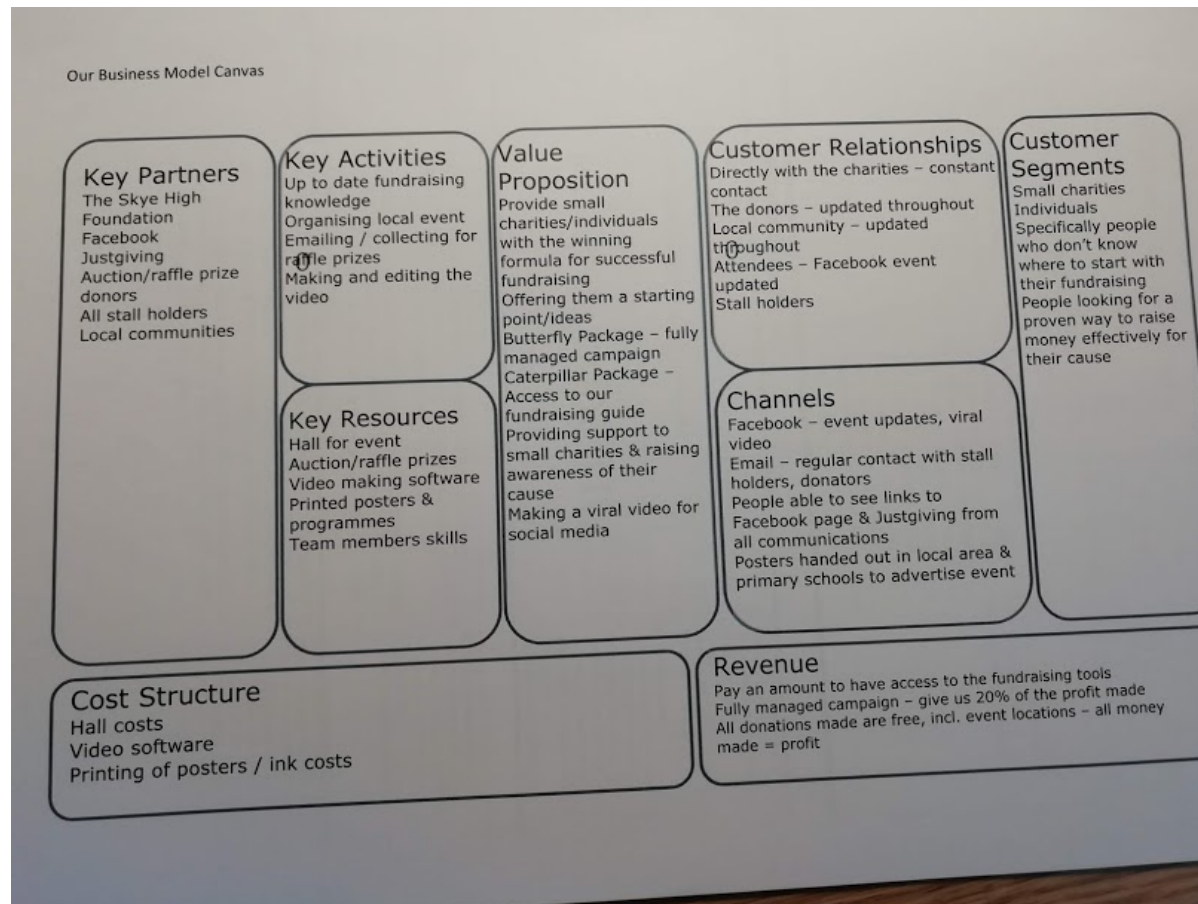 Our Business Model Canvas
Key Partners
The Skye High
Foundation
Facebook
Justgiving
Auction/raffle prize
donors
All stall holders
Local communities
Key Activities
Up to date fundraising
knowledge
Organising local event
Emailing / collecting for
raffle prizes
Making and editing the
video
Key Resources
Hall for event
Auction/raffle prizes
Video making software
Printed posters &
programmes
Team members skills
Value
Proposition
Provide small
charities/individuals
with the winning
formula for successful
fundraising
Offering them a starting
point/ideas
Butterfly Package – fully
managed campaign
Caterpillar Package –
Access to our
fundraising guide
Providing support to
small charities & raising
awareness of their
cause
Making a viral video for
social media
Customer Relationships
Directly with the charities – constant
contact
The donors – updated throughout
Local community – updated
throughout
Attendees – Facebook event
updated
Stall holders
Channels
Facebook – event updates, viral
video
Email – regular contact with stall
holders, donators
People able to see links to
Facebook page & Justgiving from
all communications
Posters handed out in local area &
primary schools to advertise event
Customer
Segments
Small charities
Individuals
Specifically people
who don't know
where to start with
their fundraising
People looking for a
proven way to raise
money effectively for
their cause
Cost Structure
Hall costs
Video software
Printing of posters / ink costs
Revenue
Pay an amount to have access to the fundraising tools
Fully managed campaign – give us 20% of the profit made
All donations made are free, incl. event locations – all money
made = profit